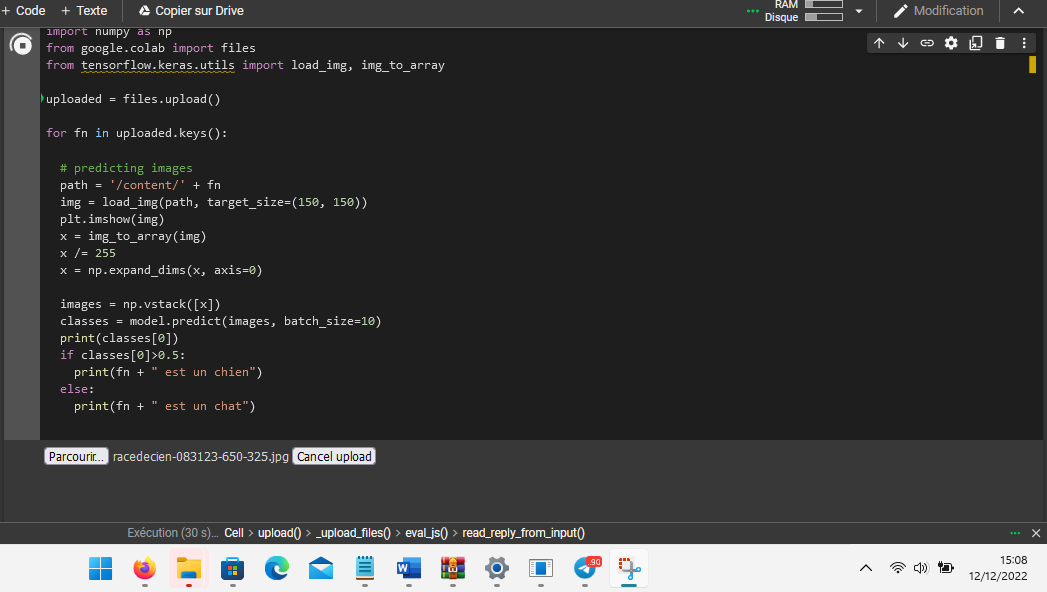 + Code + Texte Copier sur Drive RAM Disque Modification
import numpy as np
from google.colab import files
from tensorflow.keras.utils import load_img, img_to_array
uploaded = files.upload()
for fn in uploaded.keys():
# predicting images
path = '/content/' + fn
img = load_img(path, target_size=(150, 150))
plt.imshow(img)
x = img_to_array(img)
x /= 255
x = np.expand_dims(x, axis=0)
images = np.vstack([x])
classes = model.predict(images, batch_size=10)
print(classes[0])
if classes[0]>0.5:
print(fn + " est un chien")
else:
print(fn + " est un chat")
Parcourir... racedecien-083123-650-325.jpg Cancel upload
Exécution (30 s)... Cell > upload() > _upload_files() > eval_js() > read_reply_from_input()
W 90 15:08
12/12/2022